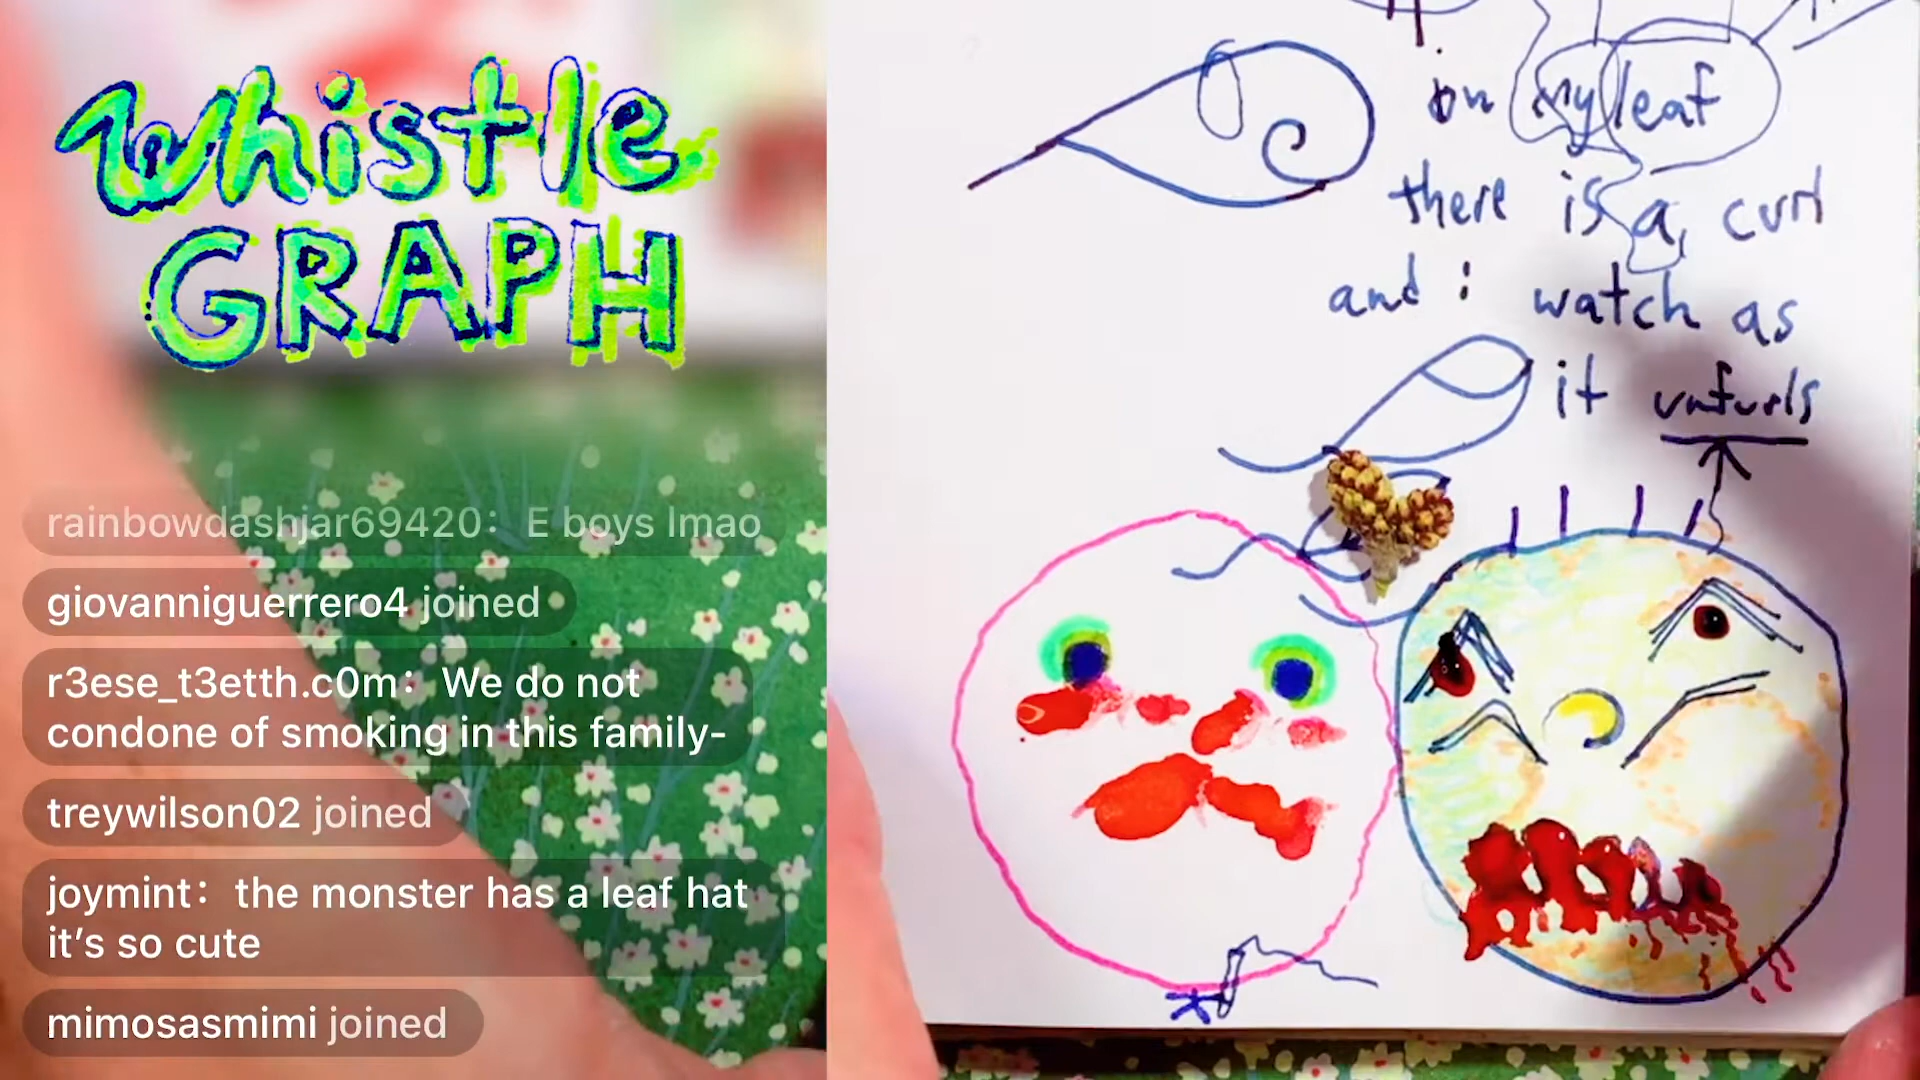 Whistle
GRAPH
rainbowdashjar69420: E boys lmao
giovanniguerrero4 joined
r3ese_t3etth.c0m: We do not
condone of smoking in this family-
treywilson02 joined
joymint: the monster has a leaf hat
it's so cute
mimosasmimi joined
on my leaf
there is a curl
and i watch as
it unfurls